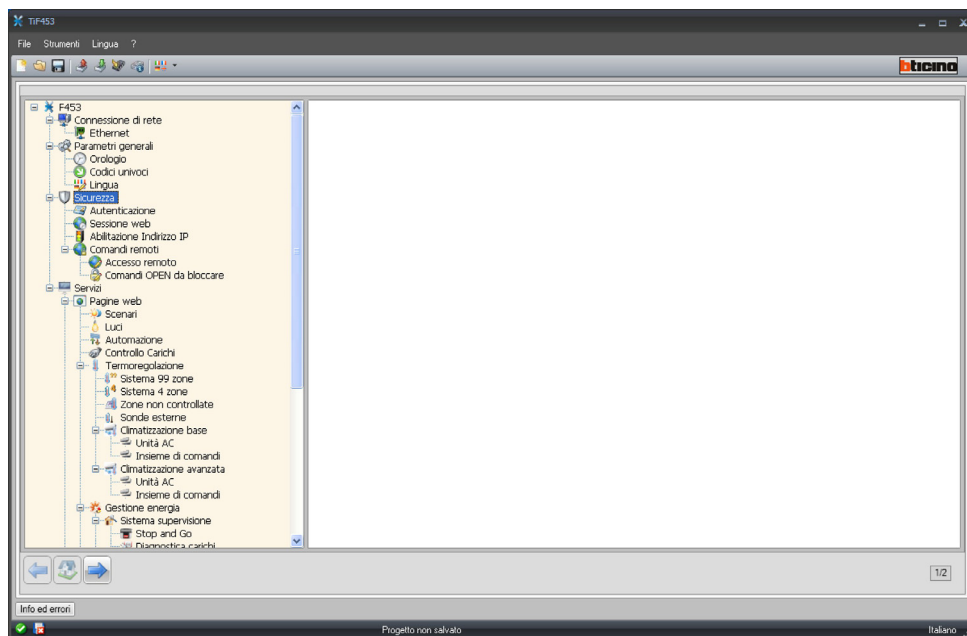 TiF453
File Strumenti Lingua ?
bticino
F453
Connessione di rete
Ethernet
Parametri generali
Orologio
Codici univoci
Lingua
Sicurezza
Autenticazione
Sessione web
Abilitazione Indirizzo IP
Comandi remoti
Accesso remoto
Comandi OPEN da bloccare
Servizi
Pagine web
Scenari
Luci
Automazione
Controllo Carichi
Termoregolazione
Sistema 99 zone
Sistema 4 zone
Zone non controllate
Sonde esterne
Climatizzazione base
Unità AC
Insieme di comandi
Climatizzazione avanzata
Unità AC
Insieme di comandi
Gestione energia
Sistema supervisione
Stop and Go
Diagnostica carichi
1/2
Info ed errori
Progetto non salvato
Italiano